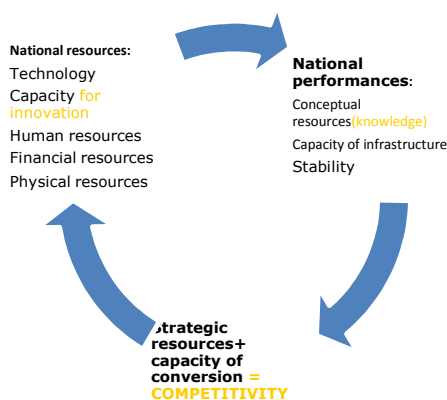 National resources:
Technology
Capacity for
innovation
Human resources
Financial resources
Physical resources
National
performances:
Conceptual
resources(knowledge)
Capacity of infrastructure
Stability
strategic
resources+
capacity of
conversion =
COMPETITIVITY